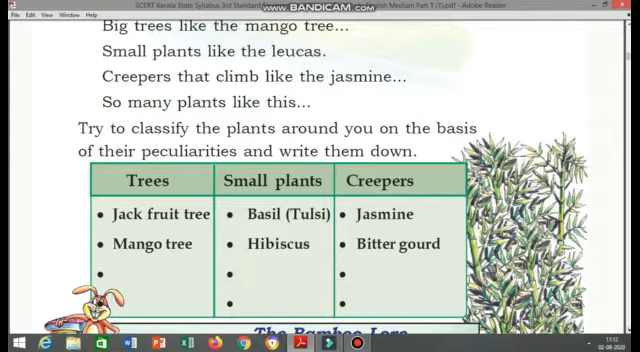 SCERT Kerala State Syllabus 3rd Standard
WWW.BANDICAM.COM
English Medium Part 1 (1).pdf - Adobe Reader
File Edit View Window Help
Big trees like the mango tree...
Small plants like the leucas.
Creepers that climb like the jasmine...
So many plants like this...
Try to classify the plants around you on the basis
of their peculiarities and write them down.
Trees Small plants Creepers
• Jack fruit tree • Basil (Tulsi) • Jasmine
• Mango tree • Hibiscus • Bitter gourd
• • •
• •
The Bamboo Lore
17:12
02-08-2020